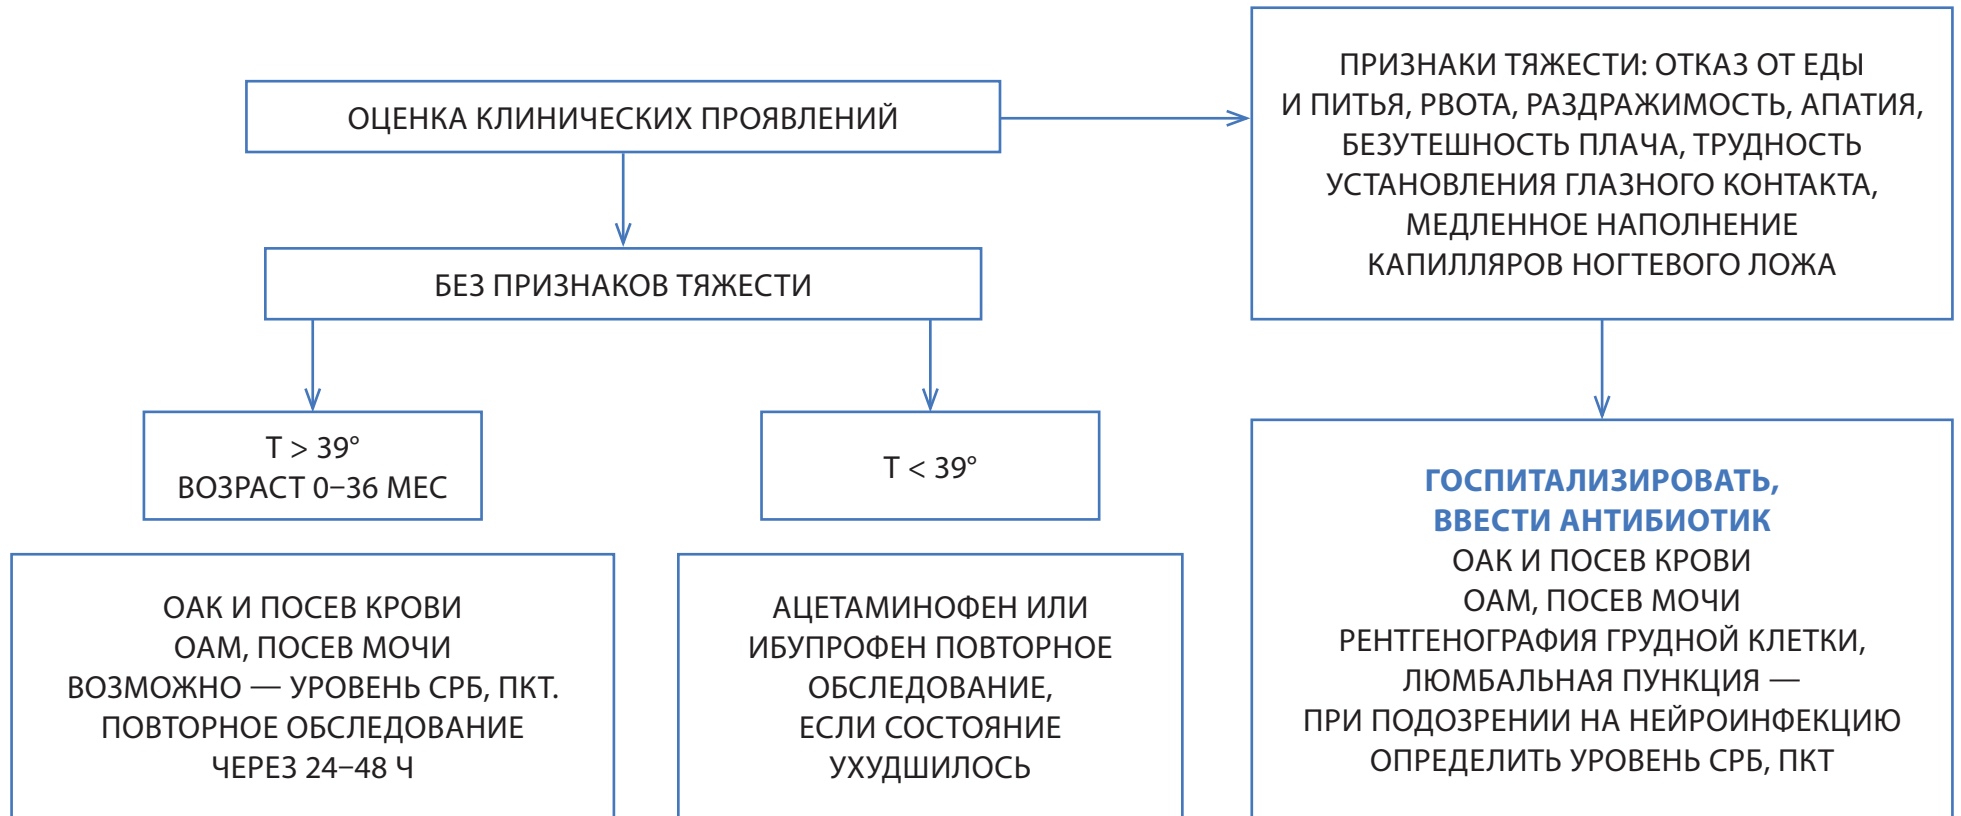 ОЦЕНКА КЛИНИЧЕСКИХ ПРОЯВЛЕНИЙ
ПРИЗНАКИ ТЯЖЕСТИ: ОТКАЗ ОТ ЕДЫ
И ПИТЬЯ, РВОТА, РАЗДРАЖИМОСТЬ, АПАТИЯ,
БЕЗУТЕШНОСТЬ ПЛАЧА, ТРУДНОСТЬ
УСТАНОВЛЕНИЯ ГЛАЗНОГО КОНТАКТА,
МЕДЛЕННОЕ НАПОЛНЕНИЕ
КАПИЛЛЯРОВ НОГТЕВОГО ЛОЖА
БЕЗ ПРИЗНАКОВ ТЯЖЕСТИ
Т > 39°
ВОЗРАСТ 0–36 МЕС
Т < 39°
ОАК И ПОСЕВ КРОВИ
ОАМ, ПОСЕВ МОЧИ
ВОЗМОЖНО — УРОВЕНЬ СРБ, ПКТ.
ПОВТОРНОЕ ОБСЛЕДОВАНИЕ
ЧЕРЕЗ 24–48 Ч
АЦЕТАМИНОФЕН ИЛИ
ИБУПРОФЕН ПОВТОРНОЕ
ОБСЛЕДОВАНИЕ,
ЕСЛИ СОСТОЯНИЕ
УХУДШИЛОСЬ
ГОСПИТАЛИЗИРОВАТЬ,
ВВЕСТИ АНТИБИОТИК
ОАК И ПОСЕВ КРОВИ
ОАМ, ПОСЕВ МОЧИ
РЕНТГЕНОГРАФИЯ ГРУДНОЙ КЛЕТКИ,
ЛЮМБАЛЬНАЯ ПУНКЦИЯ —
ПРИ ПОДОЗРЕНИИ НА НЕЙРОИНФЕКЦИЮ
ОПРЕДЕЛИТЬ УРОВЕНЬ СРБ, ПКТ